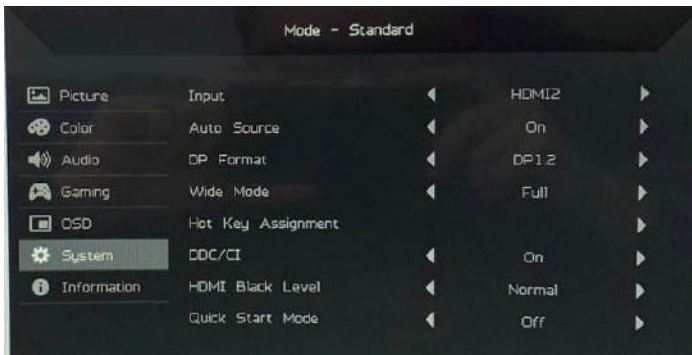 Mode - Standard
Picture Input HDMI2
Color Auto Source On
Audio DP Format DP1.2
Gaming Wide Mode Full
OSD Hot Key Assignment
System DDC/CI On
Information HDMI Black Level Normal
Quick Start Mode Off